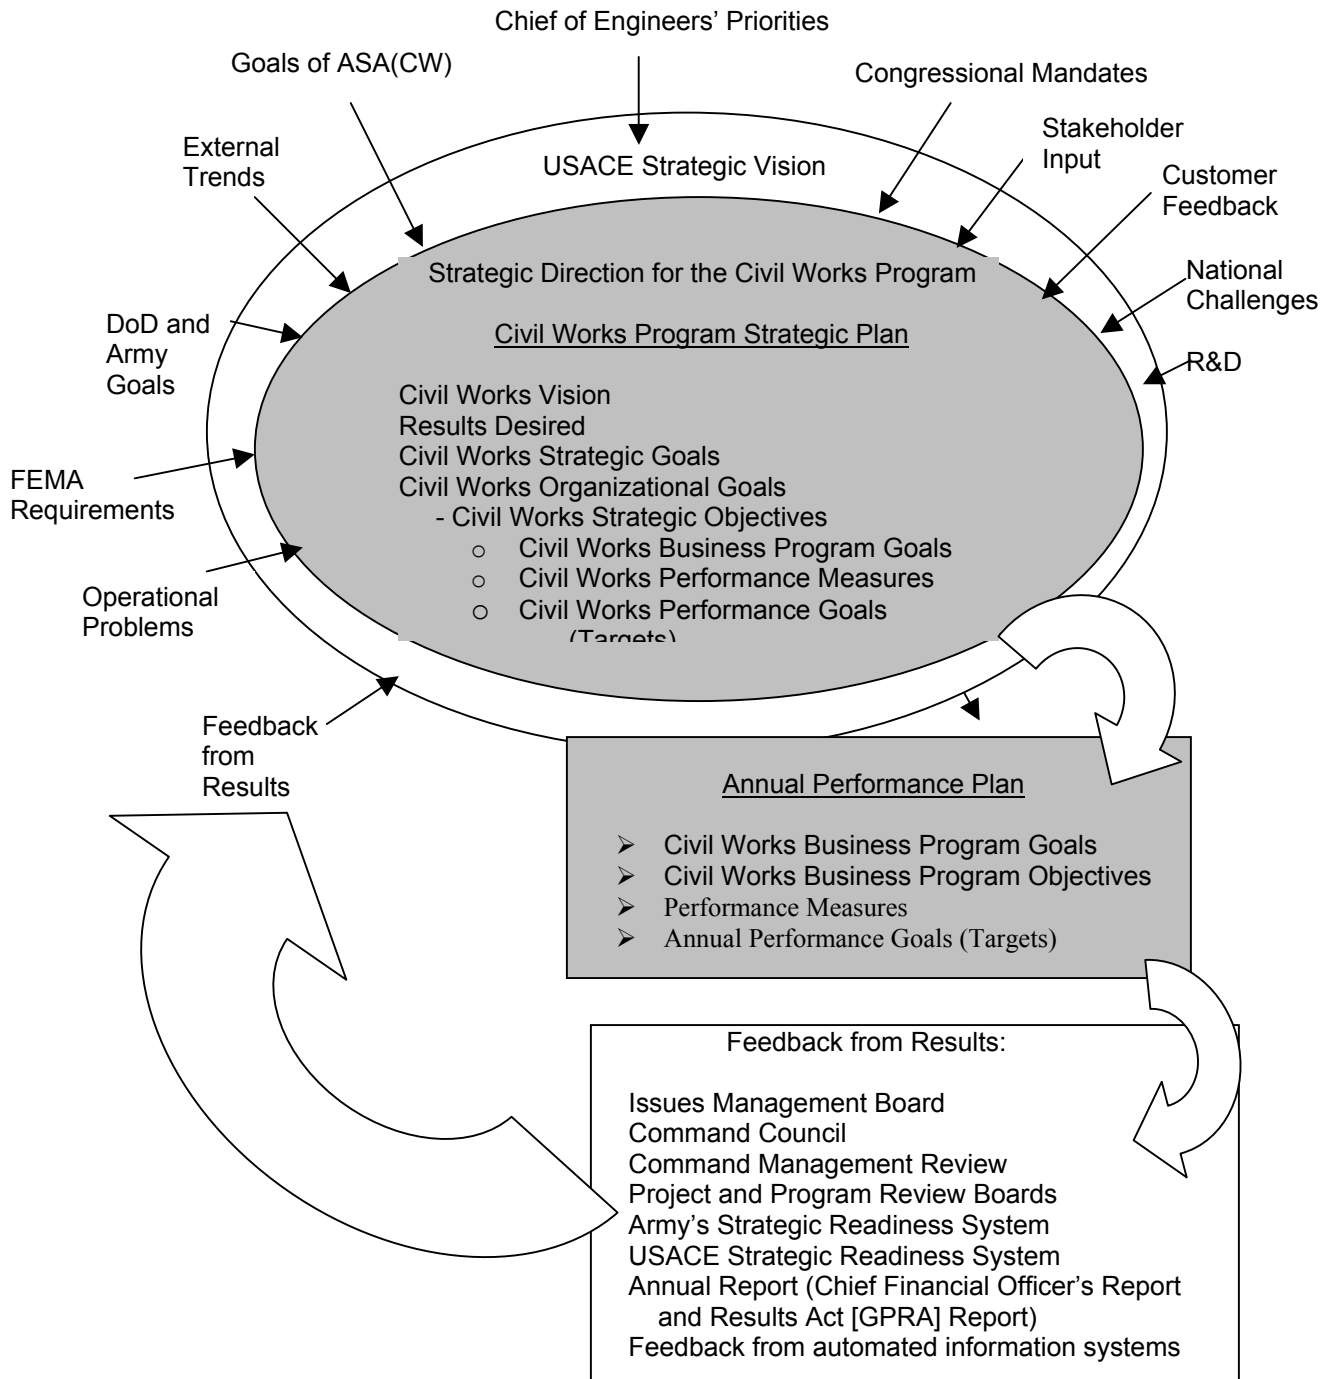 Chief of Engineers’ Priorities
Goals of ASA(CW)
Congressional Mandates
External
Trends
Stakeholder
Input
USACE Strategic Vision
Customer
Feedback
Strategic Direction for the Civil Works Program
National
Challenges
DoD and
Army
Goals
Civil Works Program Strategic Plan
R&D
Civil Works Vision
Results Desired
Civil Works Strategic Goals
Civil Works Organizational Goals
- Civil Works Strategic Objectives
o Civil Works Business Program Goals
o Civil Works Performance Measures
o Civil Works Performance Goals
(Targets)
FEMA
Requirements
Operational
Problems
Feedback
from
Results
Annual Performance Plan
➢ Civil Works Business Program Goals
➢ Civil Works Business Program Objectives
➢ Performance Measures
➢ Annual Performance Goals (Targets)
Feedback from Results:
Issues Management Board
Command Council
Command Management Review
Project and Program Review Boards
Army’s Strategic Readiness System
USACE Strategic Readiness System
Annual Report (Chief Financial Officer’s Report
and Results Act [GPRA] Report)
Feedback from automated information systems